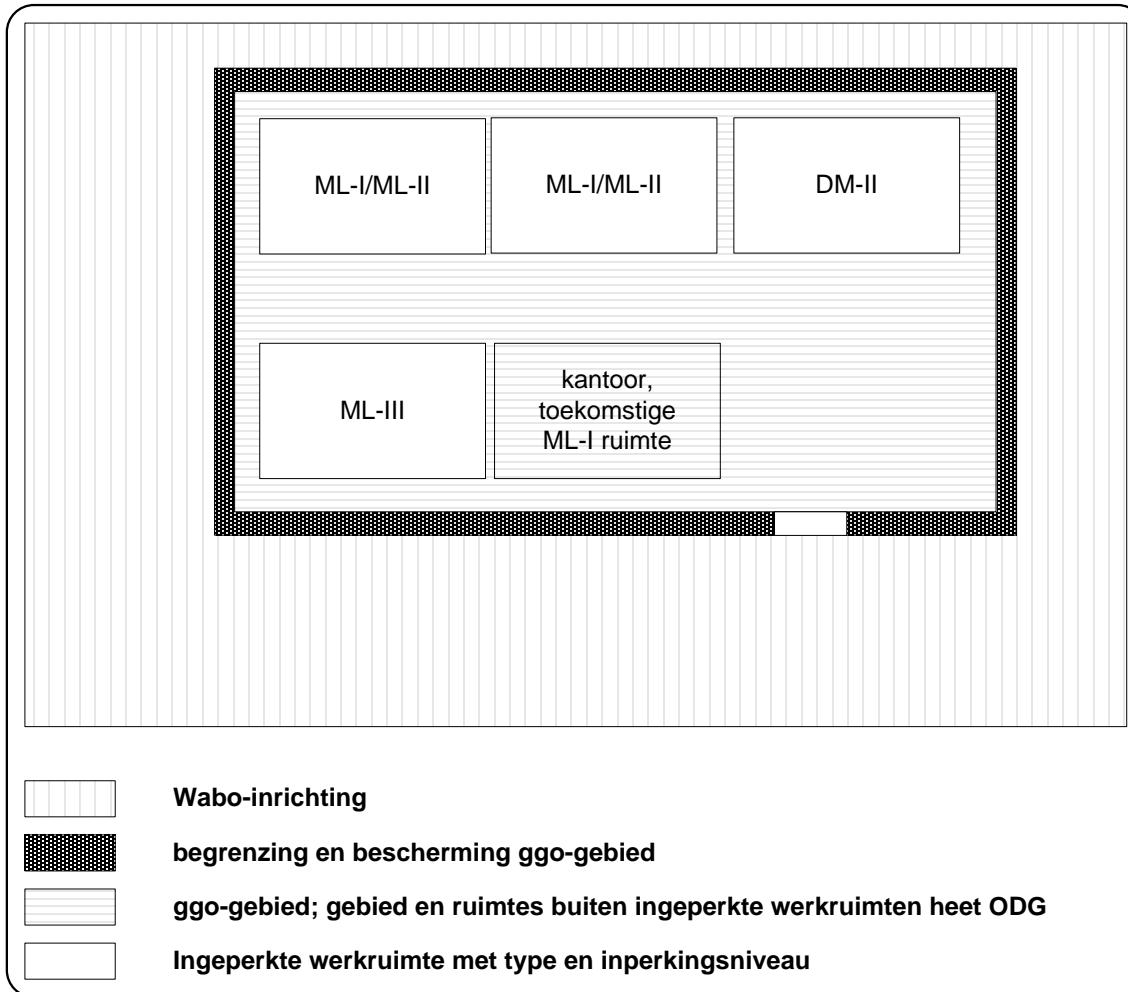 ML-I/ML-II
ML-I/ML-II
DM-II
ML-III
kantoor,
toekomstige
ML-I ruimte
Wabo-inrichting
begrenzing en bescherming ggo-gebied
ggo-gebied; gebied en ruimtes buiten ingeperkte werkruimten heet ODG
Ingeperkte werkruimte met type en inperkingsniveau